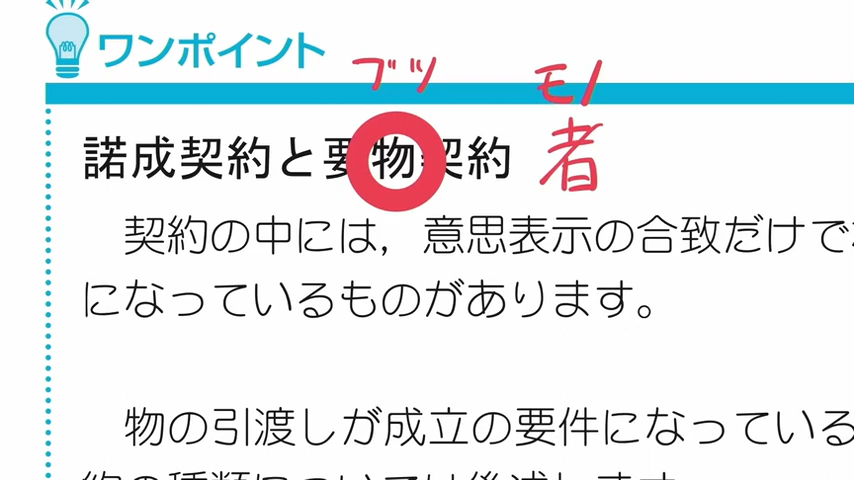 ワンポイント
ブツ
モノ
諾成契約と要物契約 者
契約の中には，意思表示の合致だけで
になっているものがあります。
物の引渡しが成立の要件になっている